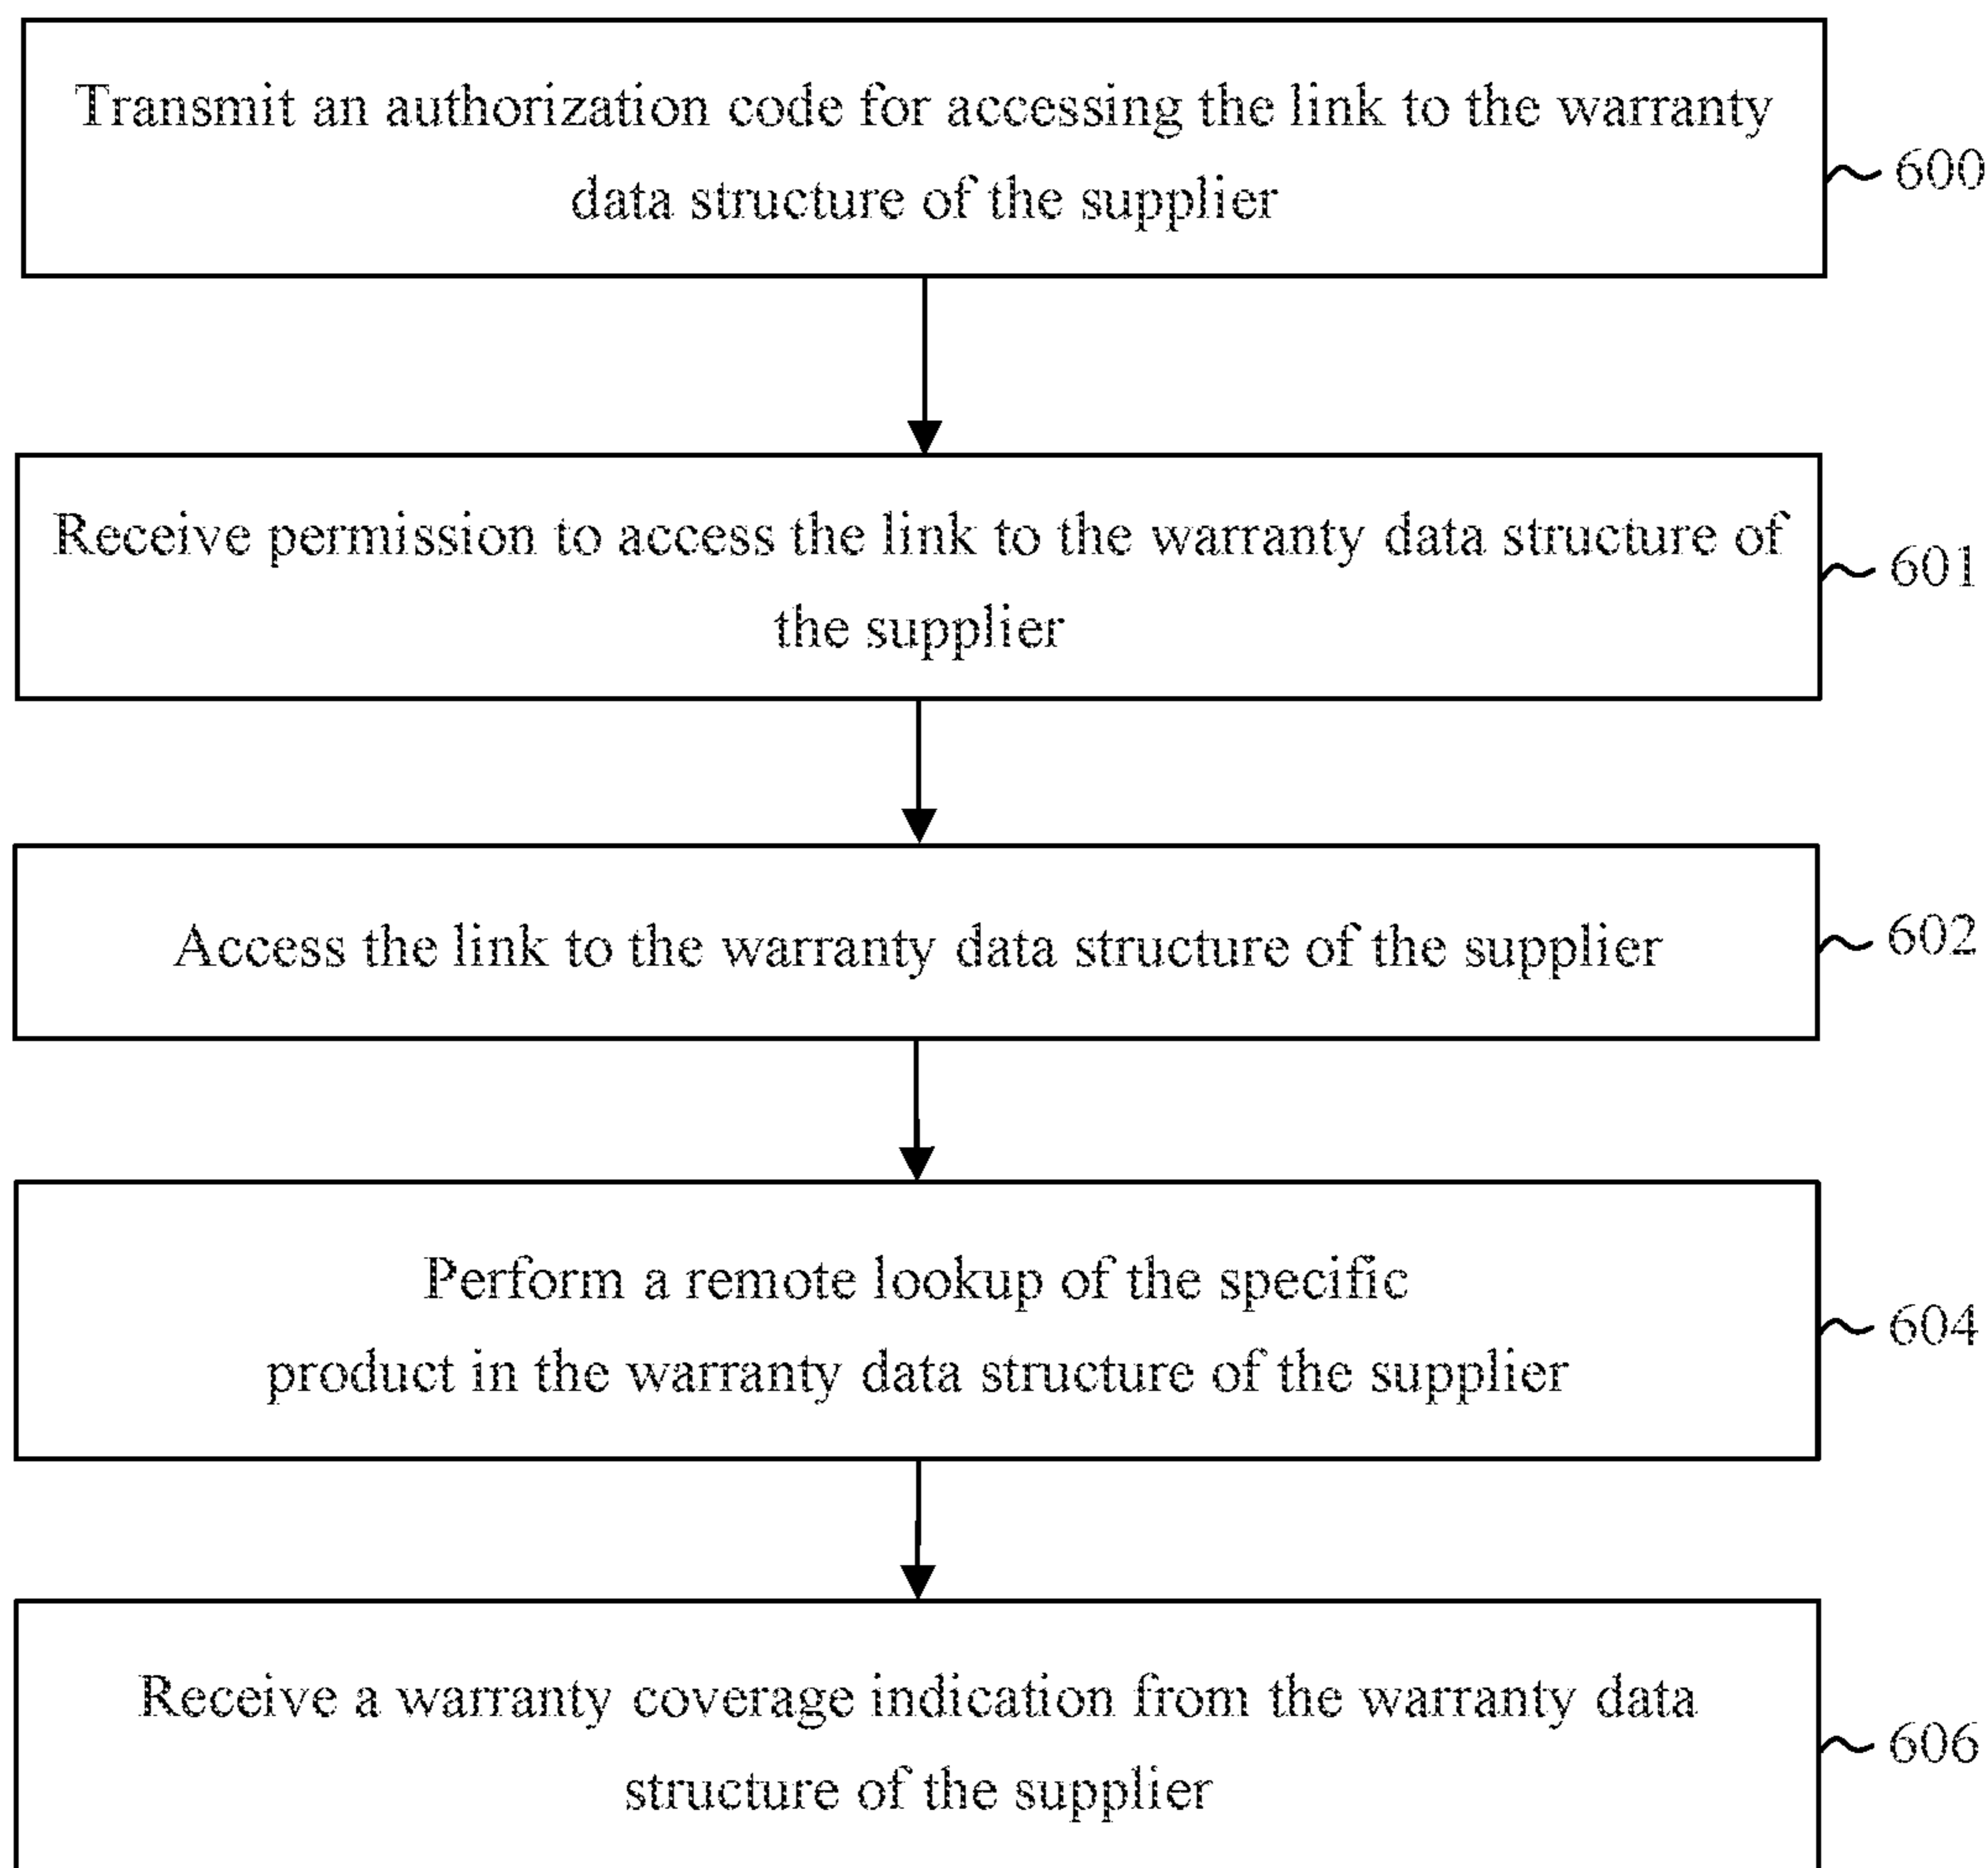 Transmit an authorization code for accessing the link to the warranty
data structure of the supplier
600
Receive permission to access the link to the warranty data structure of
the supplier
601
Access the link to the warranty data structure of the supplier
602
Perform a remote lookup of the specific
product in the warranty data structure of the supplier
604
Receive a warranty coverage indication from the warranty data
structure of the supplier
606